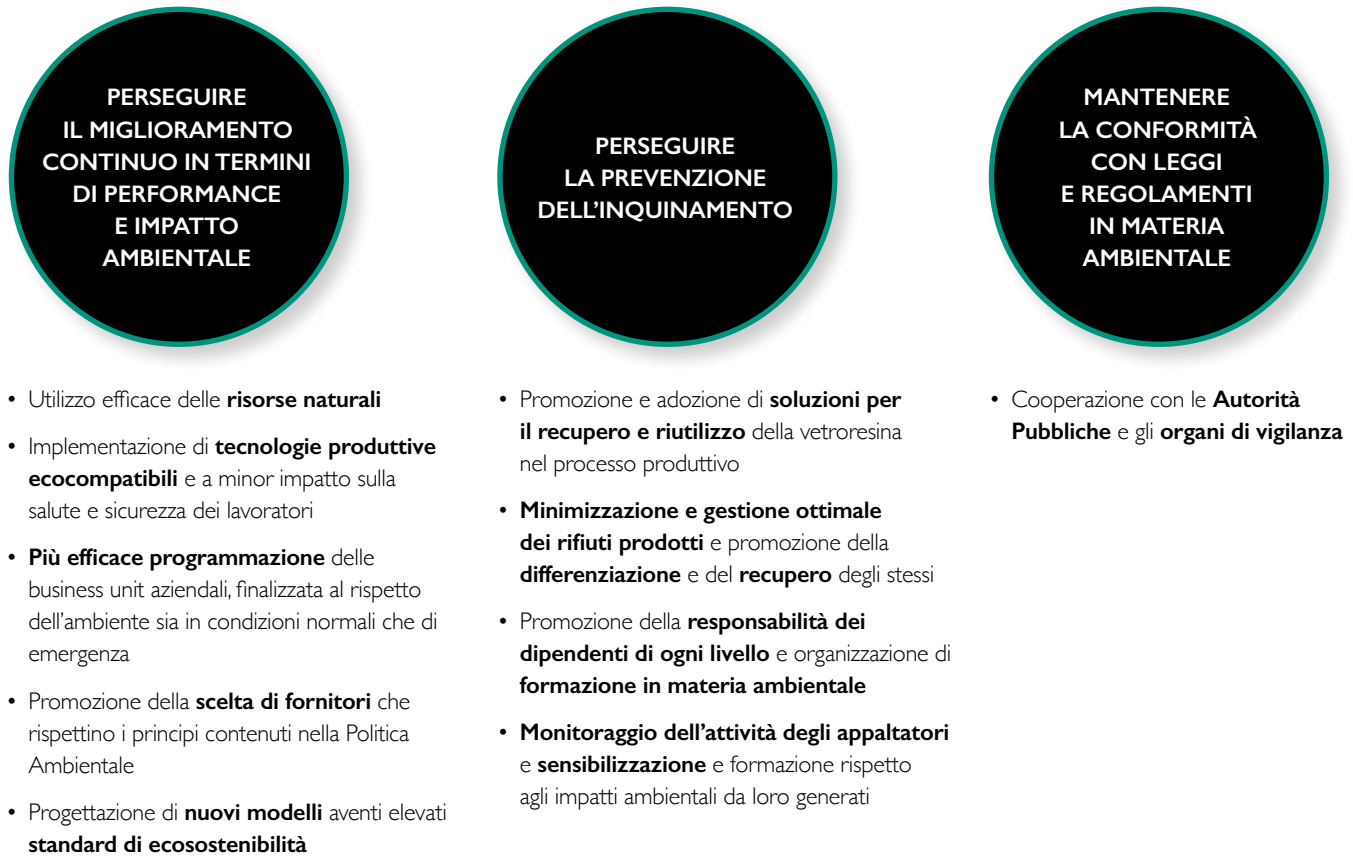 PERSEGUIRE
IL MIGLIORAMENTO
CONTINUO IN TERMINI
DI PERFORMANCE
E IMPATTO
AMBIENTALE
• Utilizzo efficace delle risorse naturali
• Implementazione di tecnologie produttive
ecocompatibili e a minor impatto sulla
salute e sicurezza dei lavoratori
• Più efficace programmazione delle
business unit aziendali, finalizzata al rispetto
dell’ambiente sia in condizioni normali che di
emergenza
• Promozione della scelta di fornitori che
rispettino i principi contenuti nella Politica
Ambientale
• Progettazione di nuovi modelli aventi elevati
standard di ecosostenibilità
PERSEGUIRE
LA PREVENZIONE
DELL’INQUINAMENTO
• Promozione e adozione di soluzioni per
il recupero e riutilizzo della vetroresina
nel processo produttivo
• Minimizzazione e gestione ottimale
dei rifiuti prodotti e promozione della
differenziazione e del recupero degli stessi
• Promozione della responsabilità dei
dipendenti di ogni livello e organizzazione di
formazione in materia ambientale
• Monitoraggio dell’attività degli appaltatori
e sensibilizzazione e formazione rispetto
agli impatti ambientali da loro generati
MANTENERE
LA CONFORMITÀ
CON LEGGI
E REGOLAMENTI
IN MATERIA
AMBIENTALE
• Cooperazione con le Autorità
Pubbliche e gli organi di vigilanza